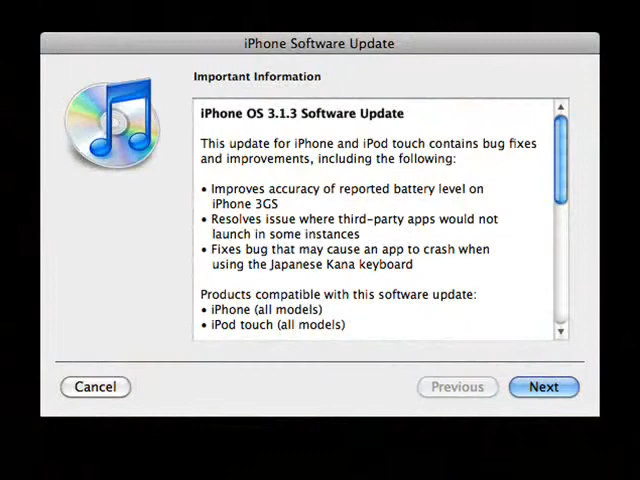 iPhone Software Update
Important Information
iPhone OS 3.1.3 Software Update
This update for iPhone and iPod touch contains bug fixes
and improvements, including the following:
• Improves accuracy of reported battery level on
iPhone 3GS
• Resolves issue where third-party apps would not
launch in some instances
• Fixes bug that may cause an app to crash when
using the Japanese Kana keyboard
Products compatible with this software update:
• iPhone (all models)
• iPod touch (all models)
Cancel
Previous
Next